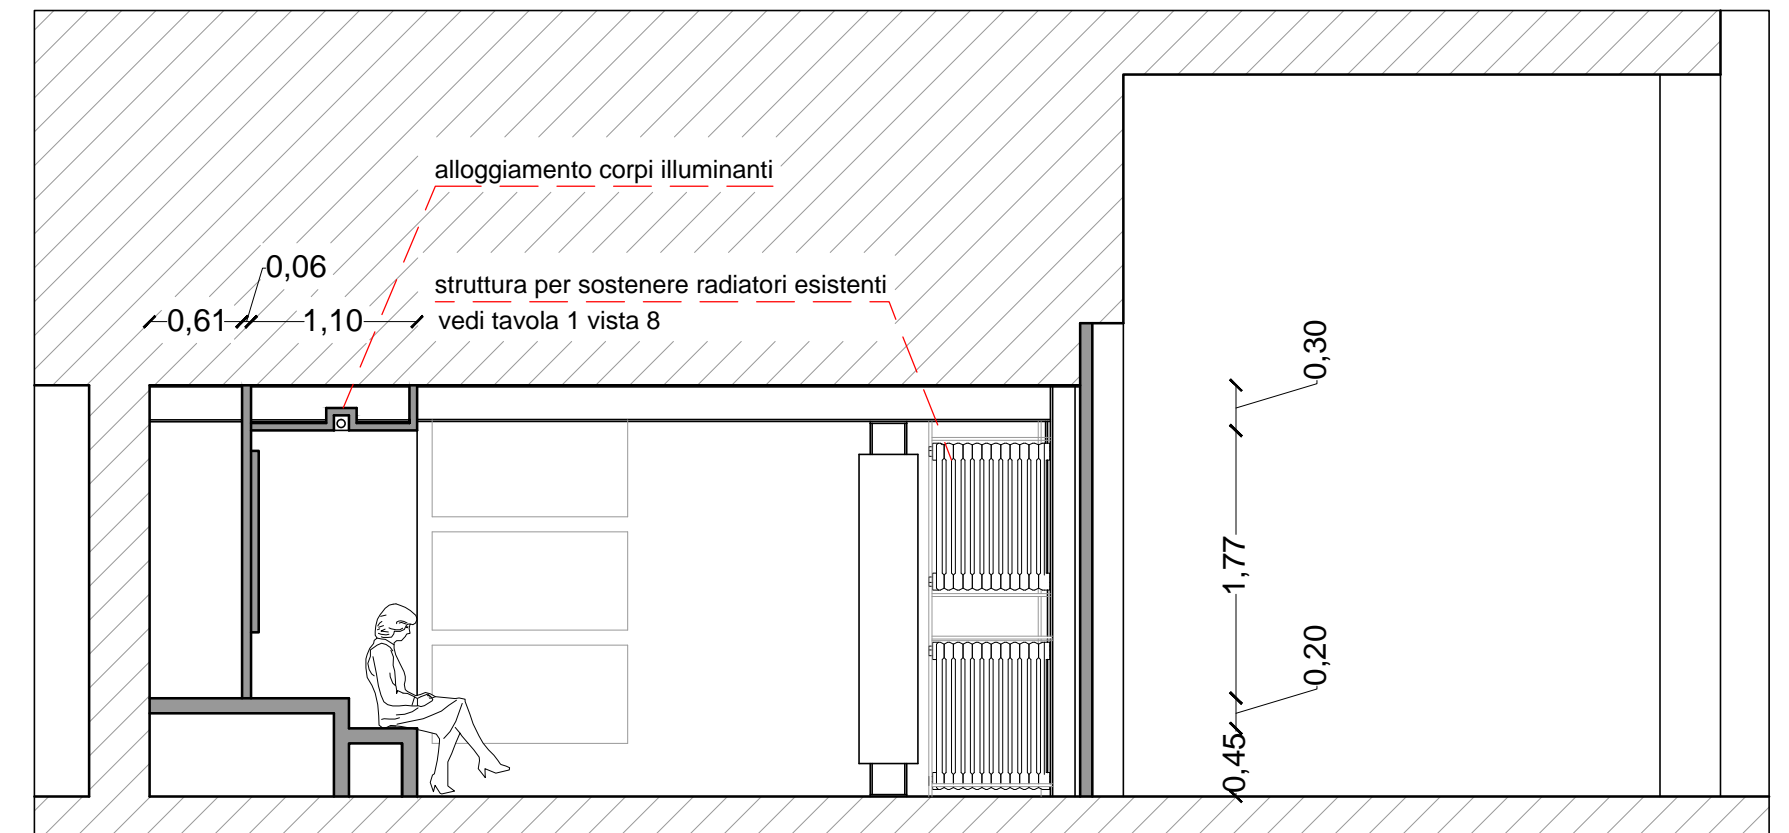 alloggiamento corpi illuminanti
0,06
struttura per sostenere radiatori esistenti
0,61
1,10
vedi tavola 1 vista 8
0,30
1,77
0,20
0,45